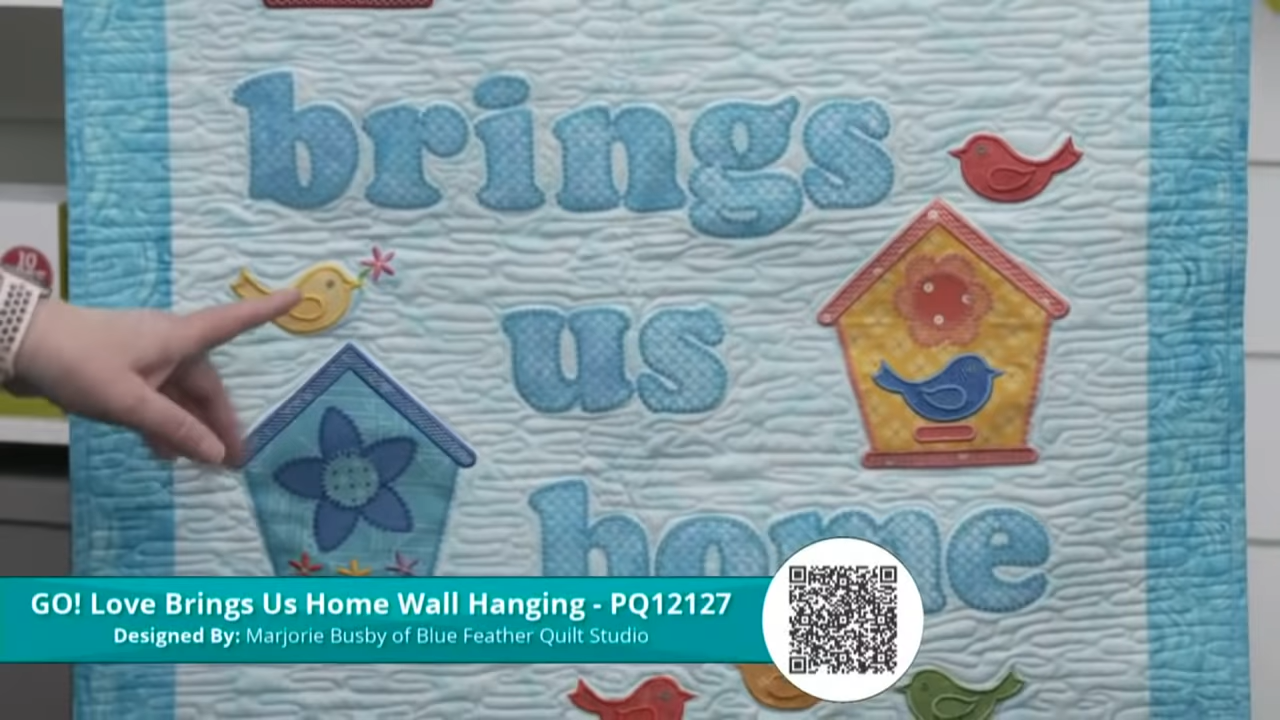 brings
10
us
home
GO! Love Brings Us Home Wall Hanging - PQ12127
Designed By: Marjorie Busby of Blue Feather Quilt Studio